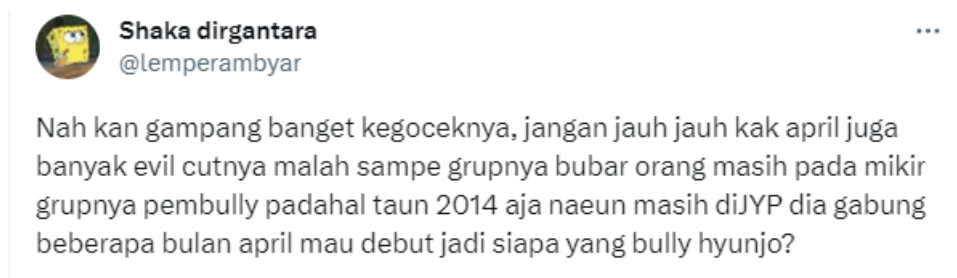 Shaka dirgantara
@lemperambyar
Nah kan gampang banget kegoceknya, jangan jauh jauh kak april juga
banyak evil cutnya malah sampe grupnya bubar orang masih pada mikir
grupnya pembully padahal taun 2014 aja naeun masih diJYP dia gabung
beberapa bulan april mau debut jadi siapa yang bully hyunjo?